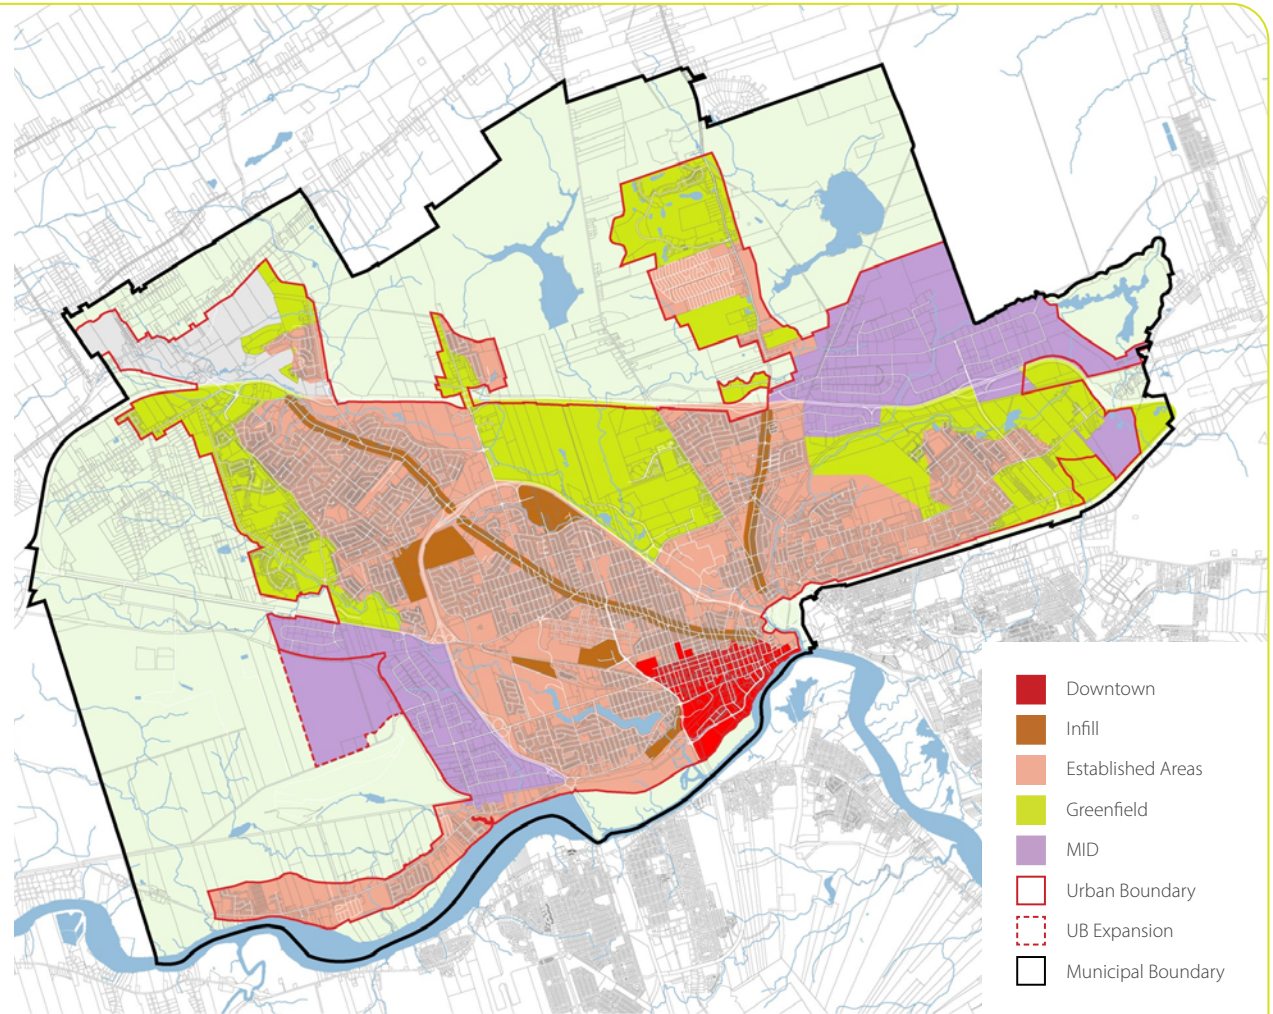 Downtown
Infill
Established Areas
Greenfield
MID
Urban Boundary
UB Expansion
Municipal Boundary